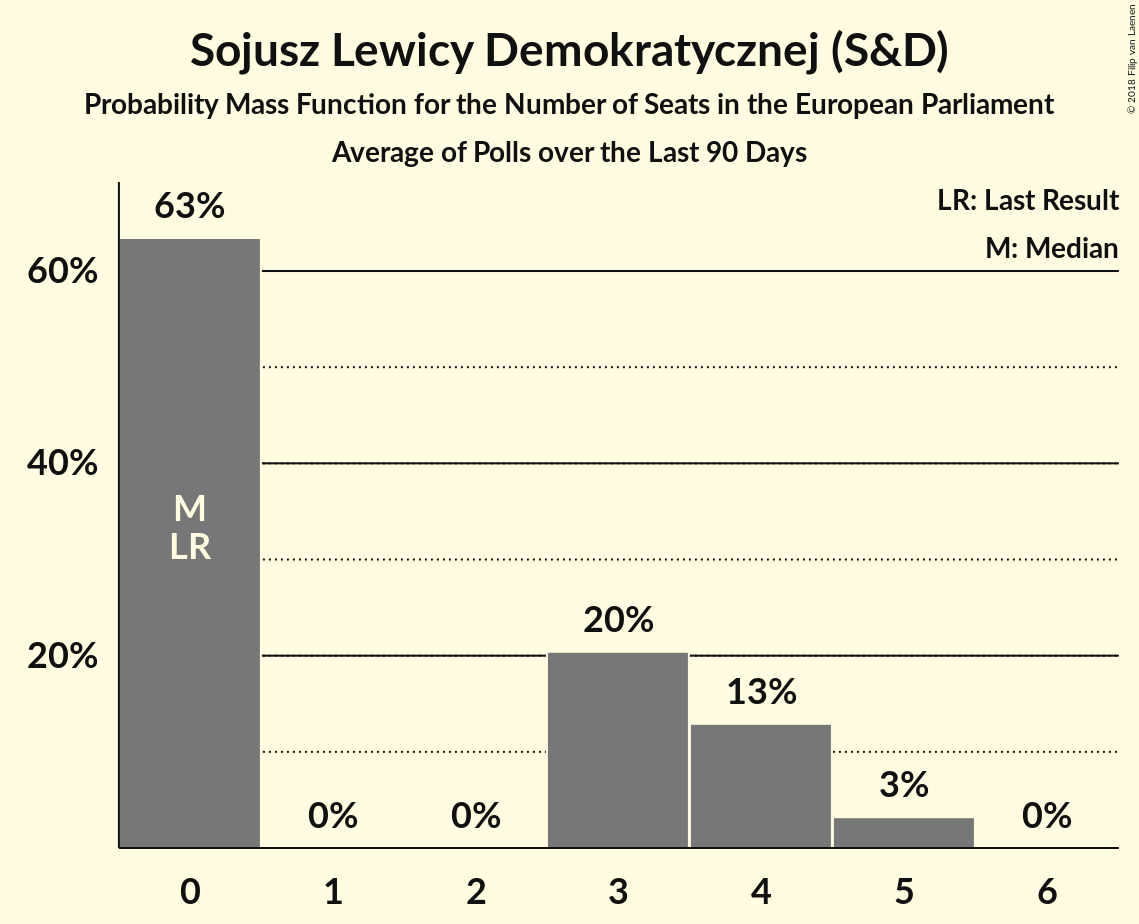 Sojusz Lewicy Demokratycznej (S&D)
Probability Mass Function for the Number of Seats in the European Parliament
Average of Polls over the Last 90 Days
© 2018 Filip van Laenen
LR: Last Result
M: Median
63%
60%
40%
M
LR
20%
20%
13%
3%
0%
0%
0%
0
1
2
3
4
5
6